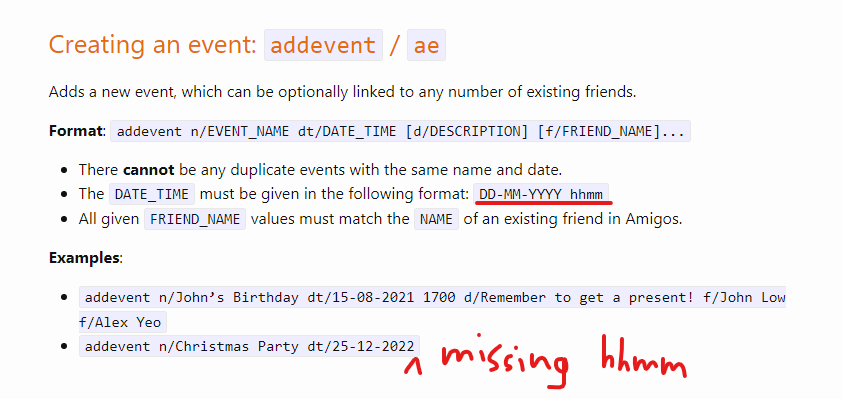 Creating an event: addevent / ae
Adds a new event, which can be optionally linked to any number of existing friends.
Format: addevent n/EVENT_NAME dt/DATE_TIME [d/DESCRIPTION] [f/FRIEND_NAME]...
There cannot be any duplicate events with the same name and date.
The DATE_TIME must be given in the following format: DD-MM-YYYY hhmm
All given FRIEND_NAME values must match the NAME of an existing friend in Amigos.
Examples:
addevent n/John’s Birthday dt/15-08-2021 1700 d/Remember to get a present! f/John Low
f/Alex Yeo
addevent n/Christmas Party dt/25-12-2022
missing hhmm